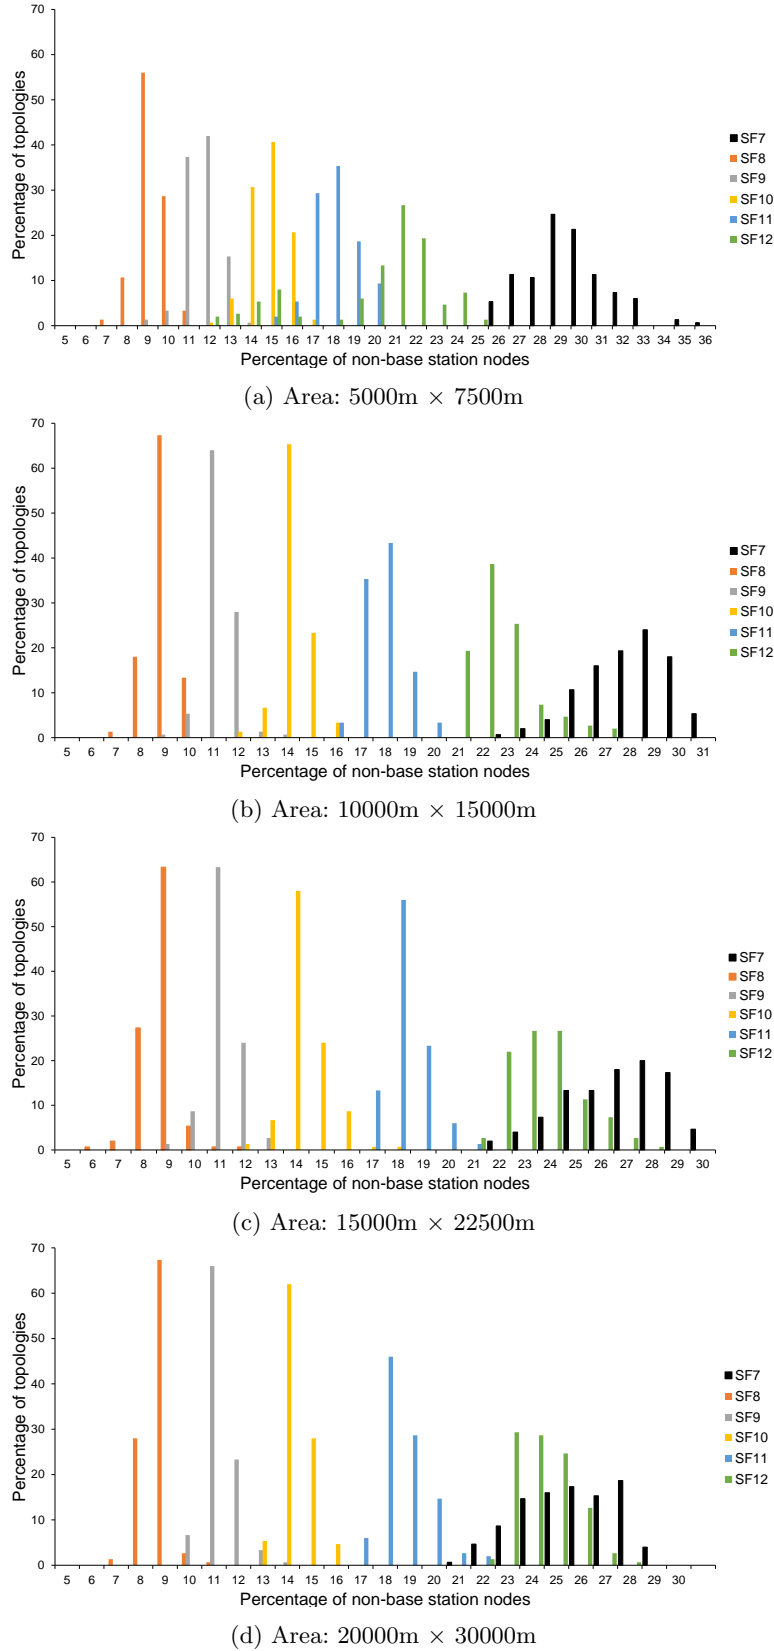 70
60
50
40
30
20
10
0
Percentage of topologies
5 6 7 8 9 10 11 12 13 14 15 16 17 18 19 20 21 22 23 24 25 26 27 28 29 30 31 32 33 34 35 36
Percentage of non-base station nodes
SF7
SF8
SF9
SF10
SF11
SF12
(a) Area: 5000m × 7500m
70
60
50
40
30
20
10
0
Percentage of topologies
5 6 7 8 9 10 11 12 13 14 15 16 17 18 19 20 21 22 23 24 25 26 27 28 29 30 31
Percentage of non-base station nodes
SF7
SF8
SF9
SF10
SF11
SF12
(b) Area: 10000m × 15000m
70
60
50
40
30
20
10
0
Percentage of topologies
5 6 7 8 9 10 11 12 13 14 15 16 17 18 19 20 21 22 23 24 25 26 27 28 29 30
Percentage of non-base station nodes
SF7
SF8
SF9
SF10
SF11
SF12
(c) Area: 15000m × 22500m
70
60
50
40
30
20
10
0
Percentage of topologies
5 6 7 8 9 10 11 12 13 14 15 16 17 18 19 20 21 22 23 24 25 26 27 28 29 30
Percentage of non-base station nodes
SF7
SF8
SF9
SF10
SF11
SF12
(d) Area: 20000m × 30000m